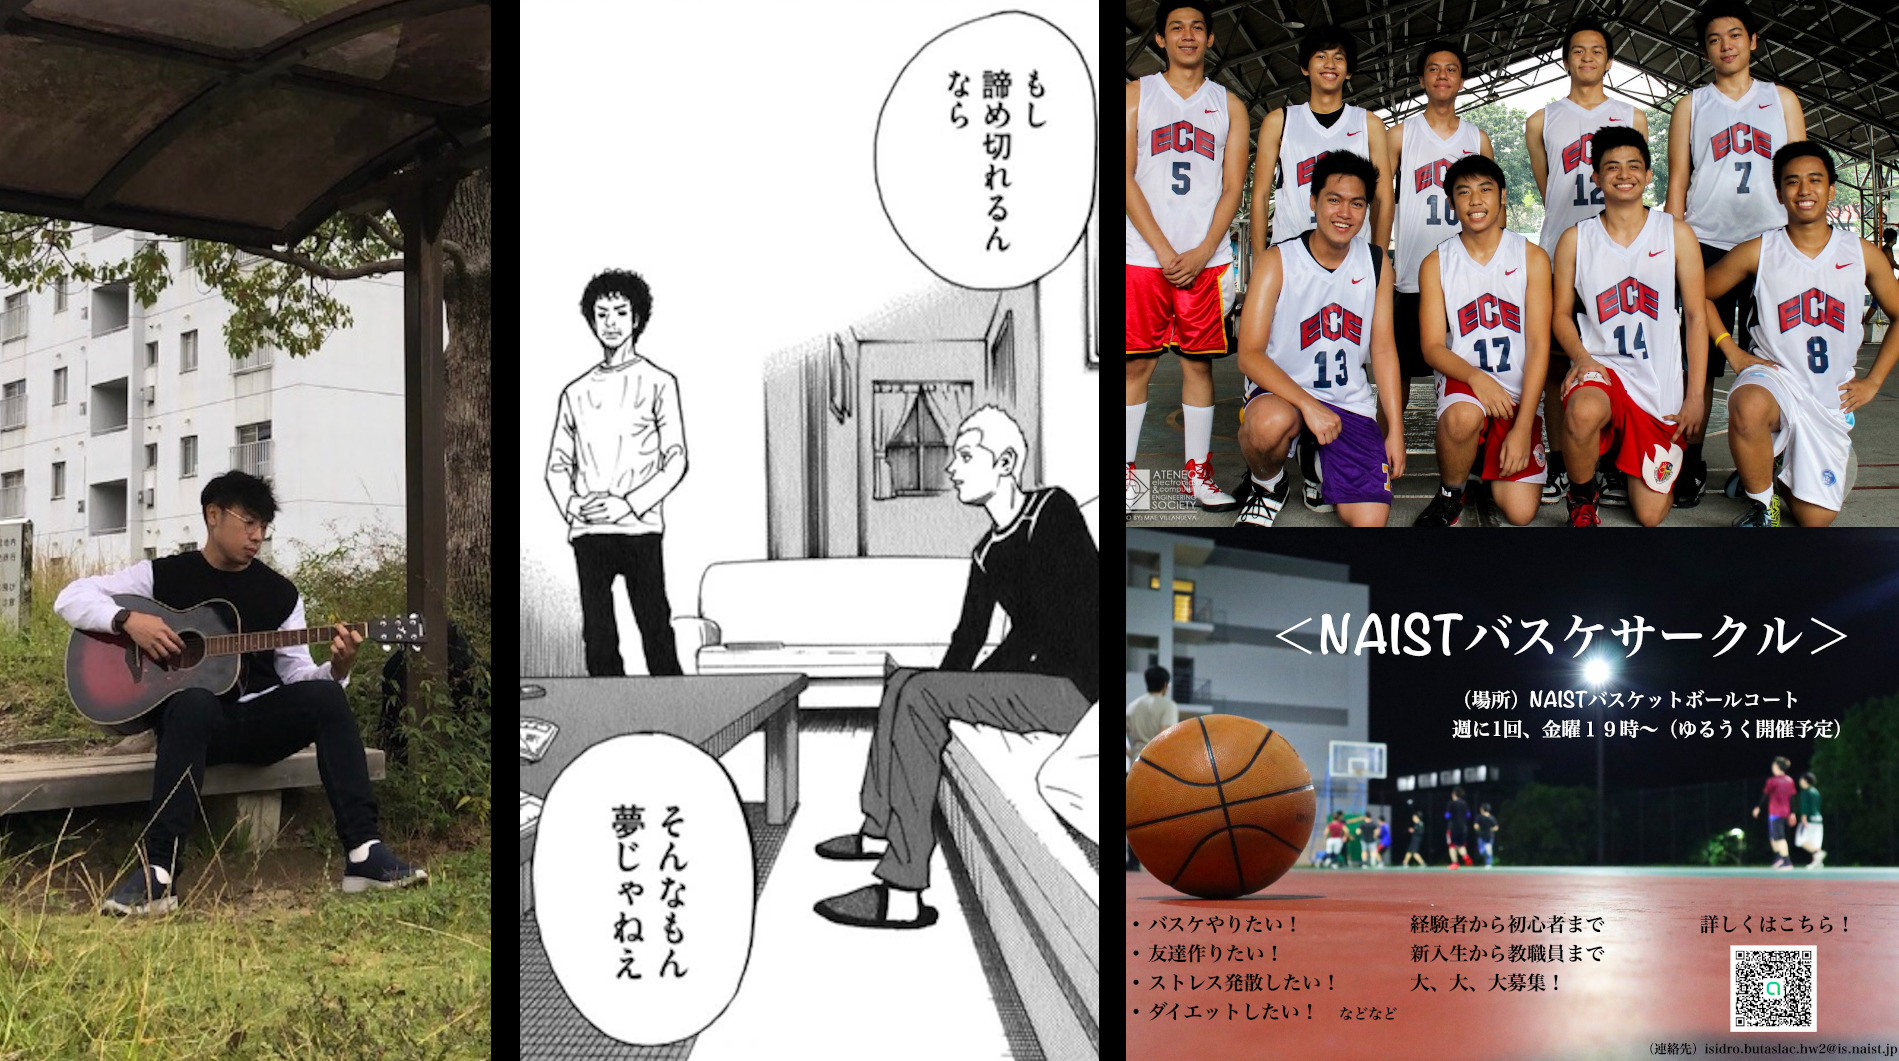 もし
諦め切れるん
なら
そんなもん
夢じゃねえ
ECE
5
ECE
16
12
ECE
7
ECE
13
ECE
17
ECE
14
ECE
8
ATENEO
electronics
&computer
ENGINEERING
SOCIETY
BY: MAE VILLANUEVA
＜NAISTバスケサークル＞
（場所）NAISTバスケットボールコート
週に1回、金曜１９時～（ゆるうく開催予定）
・バスケやりたい！
・友達作りたい！
・ストレス発散したい！
・ダイエットしたい！　などなど
経験者から初心者まで
新入生から教職員まで
大、大、大募集！
詳しくはこちら！
（連絡先）isidro.butaslac.hw2@is.naist.jp